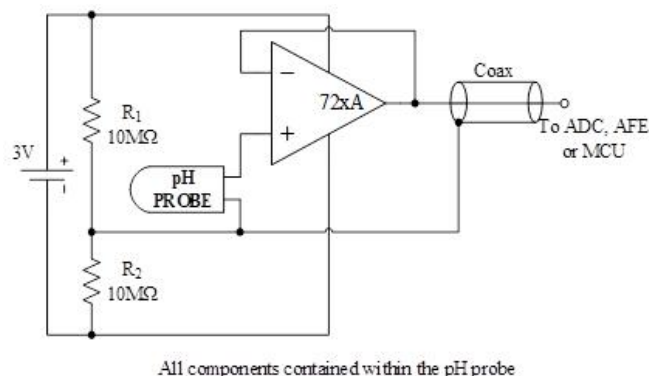 Coax
R1
10MΩ
72xA
To ADC, AFE
or MCU
3V
pH
PROBE
R2
10MΩ
All components contained within the pH probe